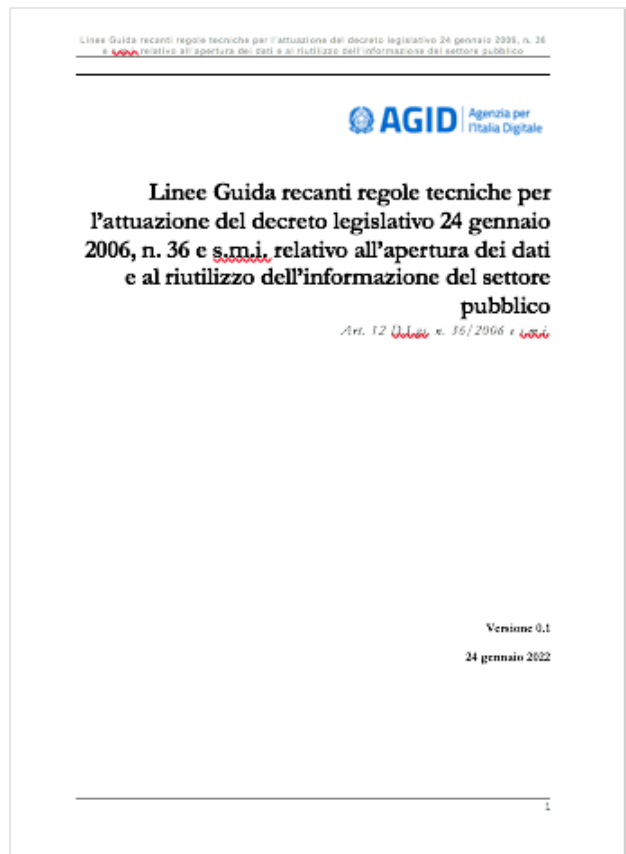 Linee Guida recanti regole tecniche per l'attuazione del decreto legislativo 24 gennaio 2006, n. 36
e s.m.i. relativo all'apertura dei dati e al riutilizzo dell'informazione del settore pubblico
AGID Agenzia per
l'Italia Digitale
Linee Guida recanti regole tecniche per
l'attuazione del decreto legislativo 24 gennaio
2006, n. 36 e s.m.i. relativo all'apertura dei dati
e al riutilizzo dell'informazione del settore
pubblico
Art. 12 D.Lgs. n. 36/2006 e s.m.i.
Versione 0.1
24 gennaio 2022
1